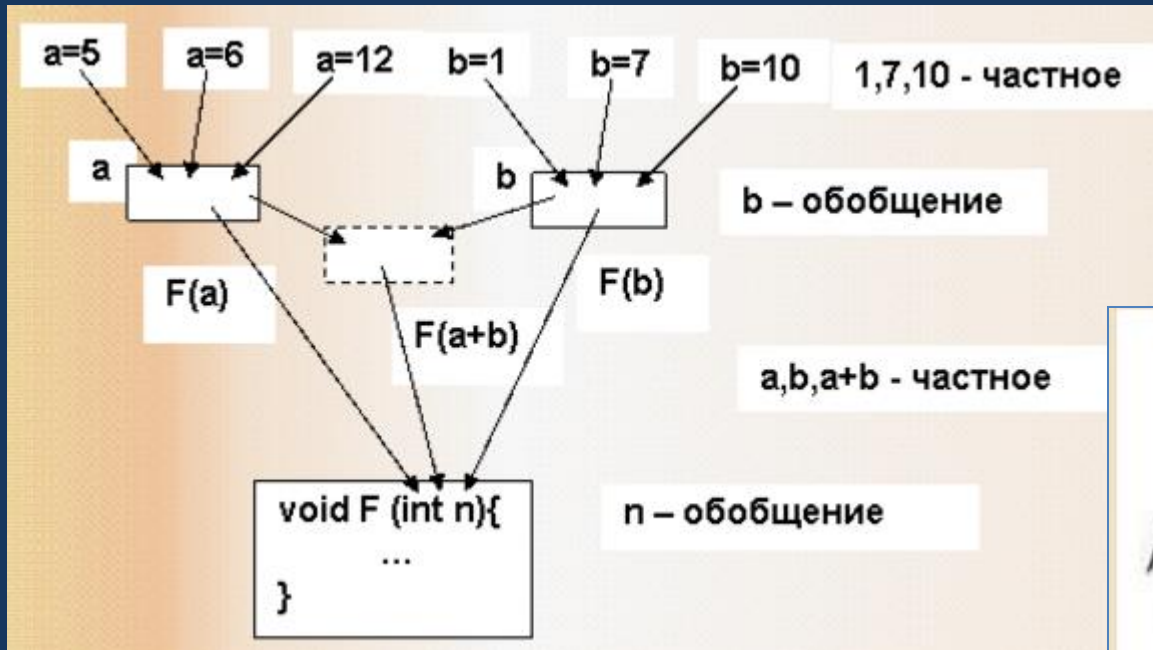 a=5 a=6 a=12 b=1 b=7 b=10 1,7,10 - частное
a b b – обобщение
F(a) F(b)
F(a+b)
a,b,a+b - частное
void F (int n){ n – обобщение
...
}